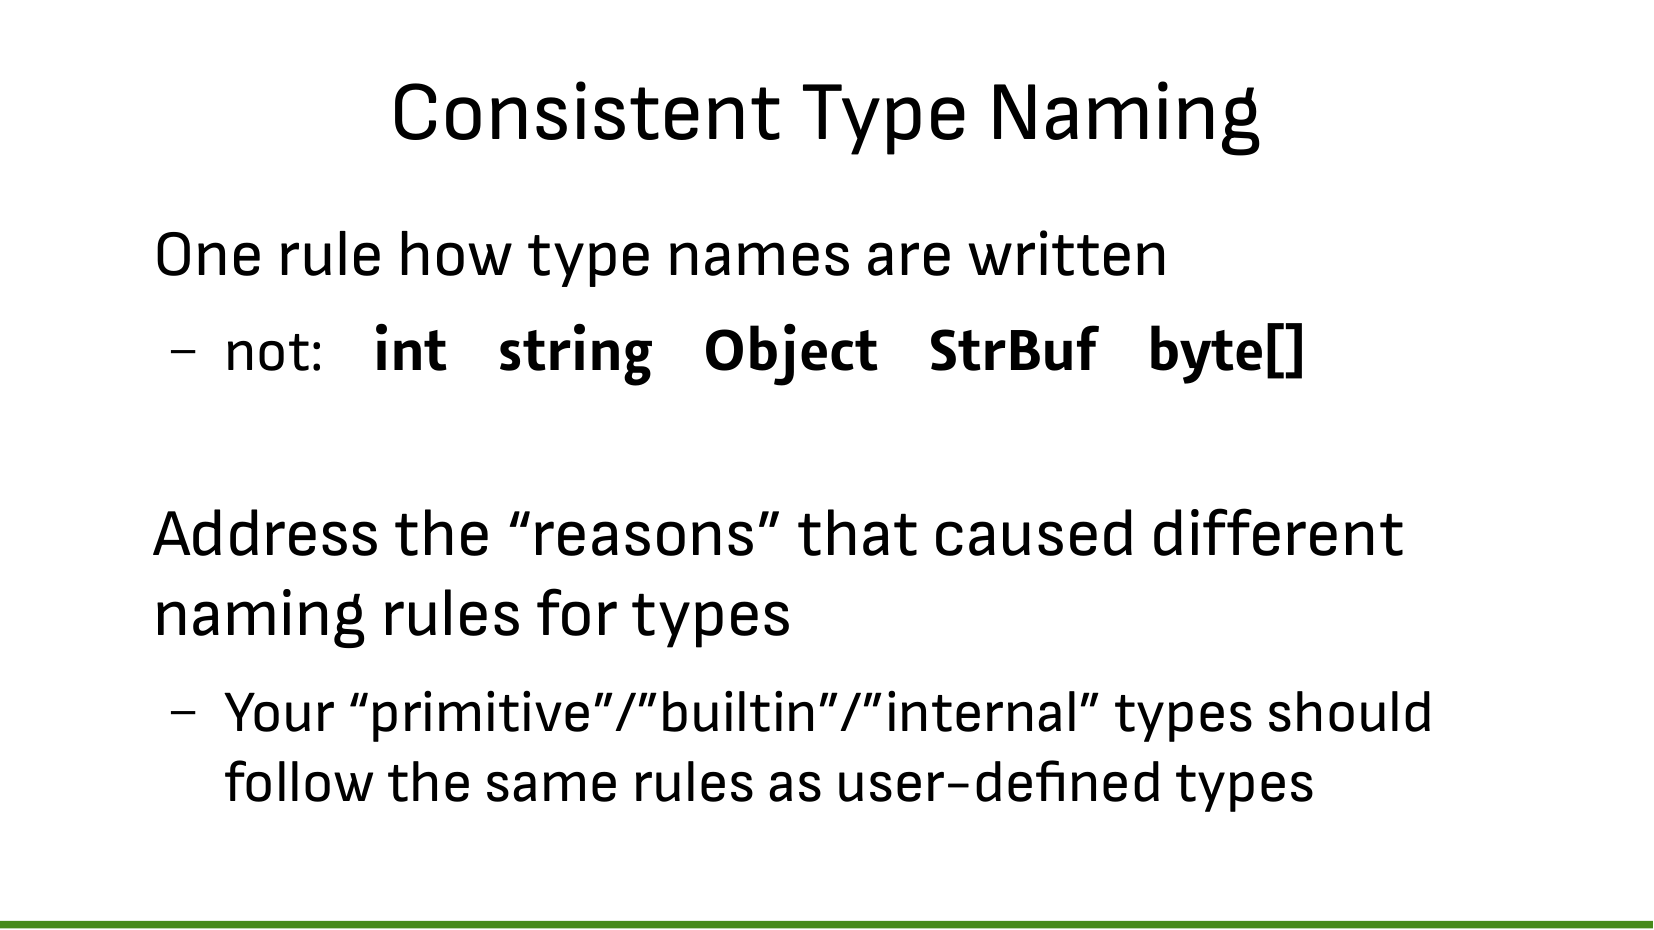 Consistent Type Naming
One rule how type names are written
– not: int string Object StrBuf byte[]
Address the “reasons” that caused different
naming rules for types
– Your “primitive”/”builtin”/”internal” types should
follow the same rules as user-defined types